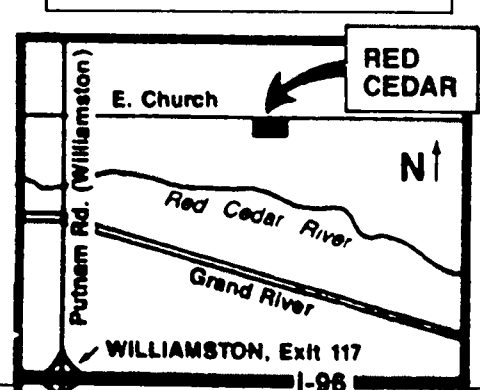 RED
CEDAR
E. Church
Putnam Rd. (Williamston)
N
Red Cedar River
Grand River
WILLIAMSTON, Exit 117
I-96